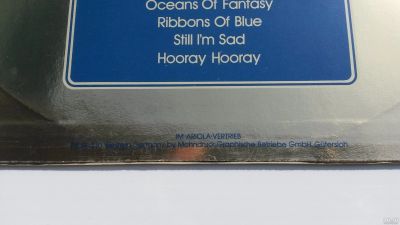 Oceans Of Fantasy
Ribbons Of Blue
Still I'm Sad
Hooray Hooray
IM ARIOLA-VERTRIEB
Germany by Mohndruck Graphische Betriebe GmbH, Gütersloh